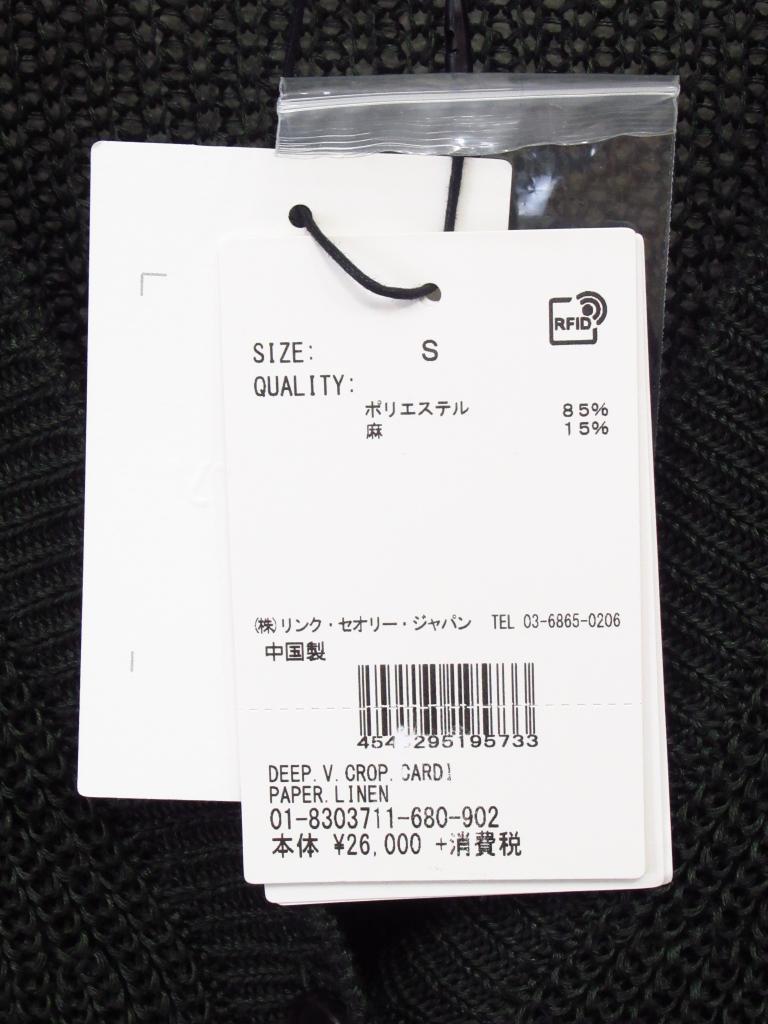 RFID
SIZE: S
QUALITY:
ポリエステル 85%
麻 15%
(株)リンク・セオリー・ジャパン TEL 03-6865-0206
中国製
DEEP.V.CROP.CARDI
PAPER.LINEN
01-8303711-680-902
本体 ¥26,000 +消費税